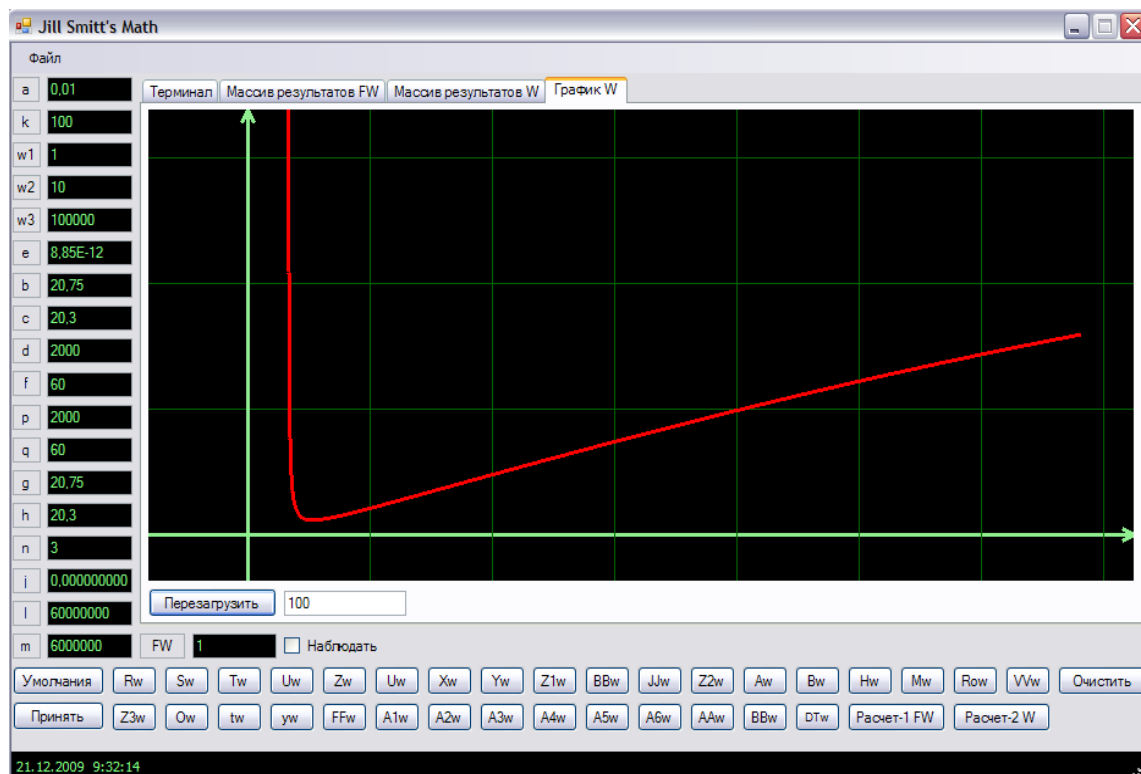 Jill Smitt's Math
Файл
a 0,01
k 100
w1 1
w2 10
w3 100000
e 8,85E-12
b 20,75
c 20,3
d 2000
f 60
p 2000
q 60
g 20,75
h 20,3
n 3
j 0,000000000
l 60000000
m 6000000
Терминал Массив результатов FW Массив результатов W График W
Перезагрузить 100
FW 1 Наблюдать
Умолчания Rw Sw Tw Uw Zw Uw Xw Yw Z1w BBw JJw Z2w Aw Bw Hw Mw Row VVw Очистить
Принять Z3w Ow tw yw FFw A1w A2w A3w A4w A5w A6w AAw BBw DTw Расчет-1 FW Расчет-2 W
21.12.2009 9:32:14